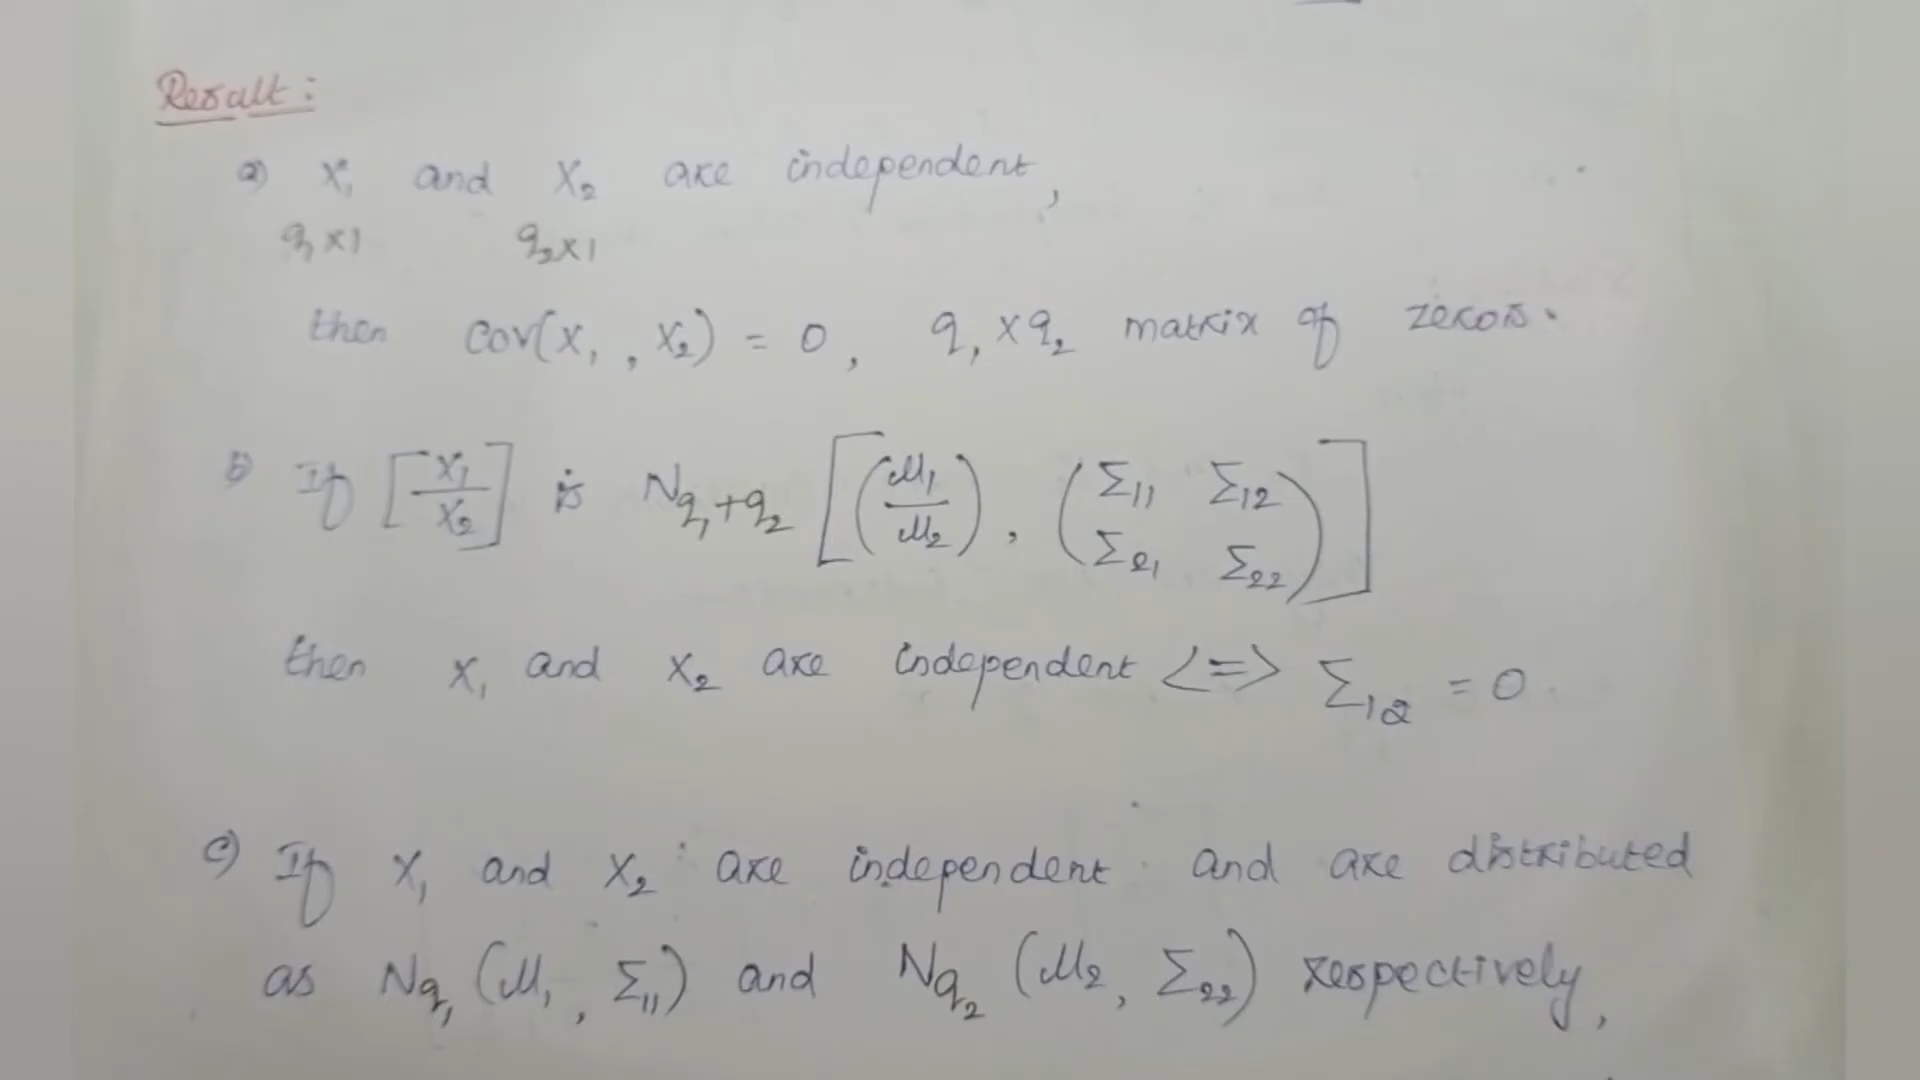 Result:
a) X₁ and X₂ are independent,
q₁×1 q₂×1
then Cov(X₁, X₂) = 0, q₁×q₂ matrix of zeros.
b) If [X₁/X₂] is N_{q₁+q₂} [(μ₁/μ₂), (Σ₁₁ Σ₁₂
Σ₂₁ Σ₂₂)]
then X₁ and X₂ are independent <=> Σ₁₂ = 0.
c) If X₁ and X₂ are independent and are distributed
as N_{q₁} (μ₁, Σ₁₁) and N_{q₂} (μ₂, Σ₂₂) respectively,